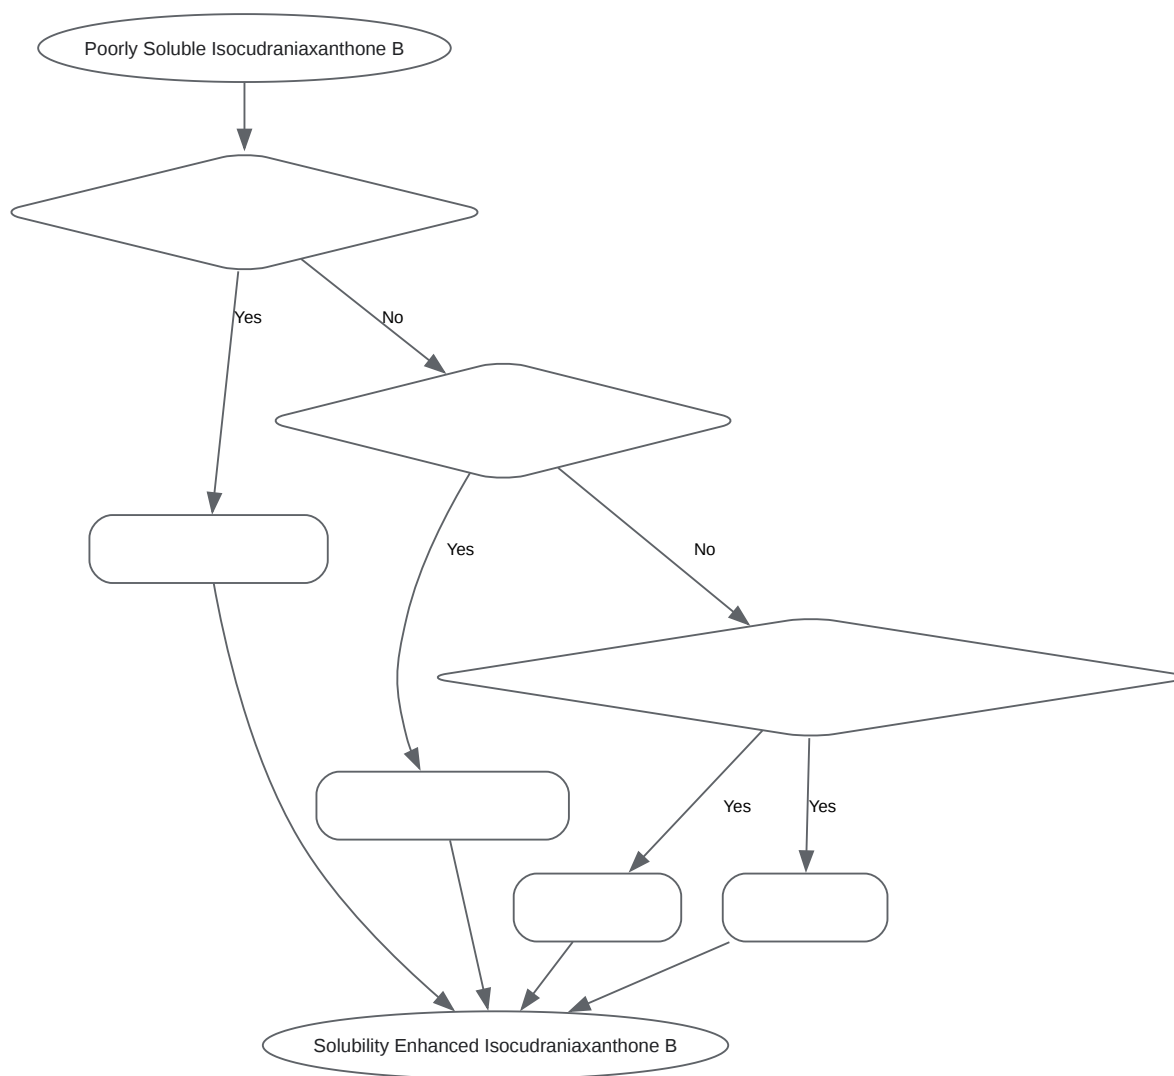 Poorly Soluble Isocudraniaxanthone B
Yes
No
Yes
No
Yes
Yes
Solubility Enhanced Isocudraniaxanthone B